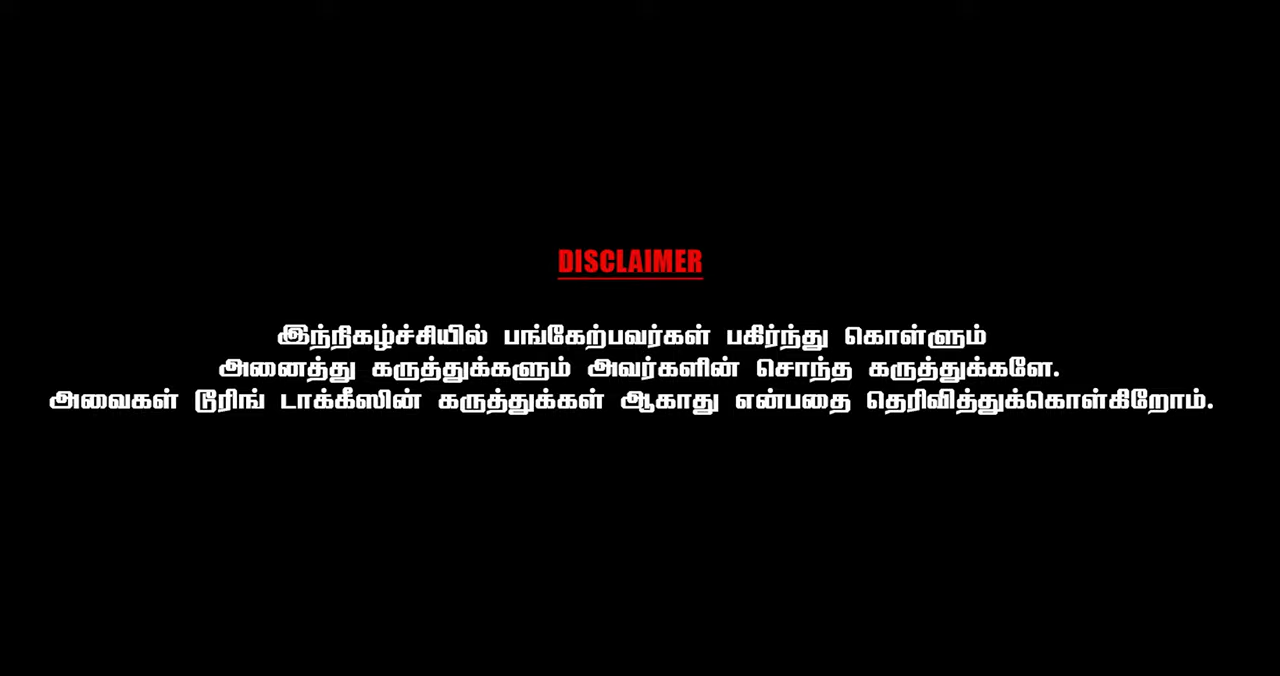 DISCLAIMER
இந்நிகழ்ச்சியில் பங்கேற்பவர்கள் பகிர்ந்து கொள்ளும்
அனைத்து கருத்துக்களும் அவர்களின் சொந்த கருத்துக்களே.
அவைகள் டூரிங் டாக்கீஸின் கருத்துக்கள் ஆகாது என்பதை தெரிவித்துக்கொள்கிறோம்.